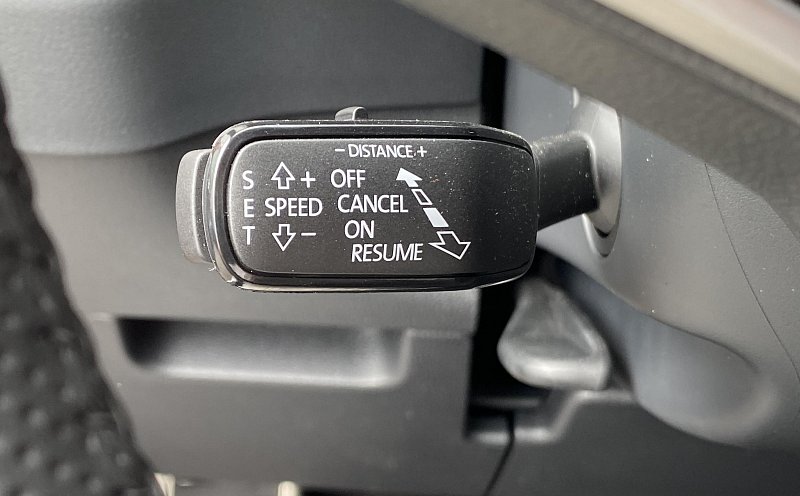 − DISTANCE +
S + OFF
E SPEED CANCEL
T − ON
RESUME